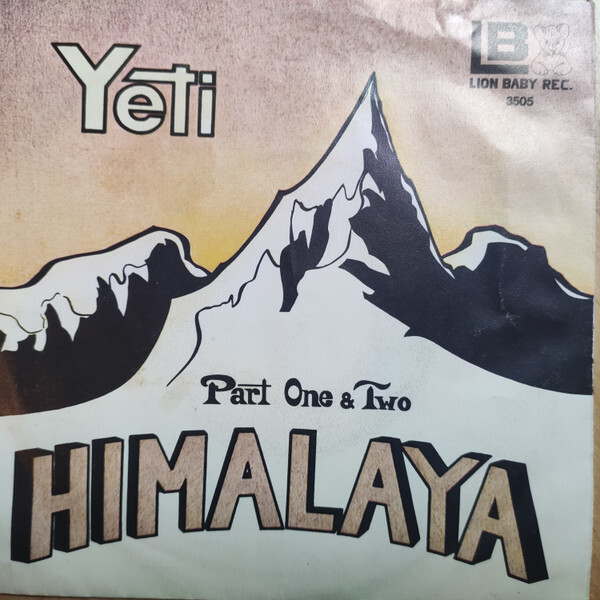 Yeti
LB
LION BABY REC.
3505
Part One & Two
HIMALAYA